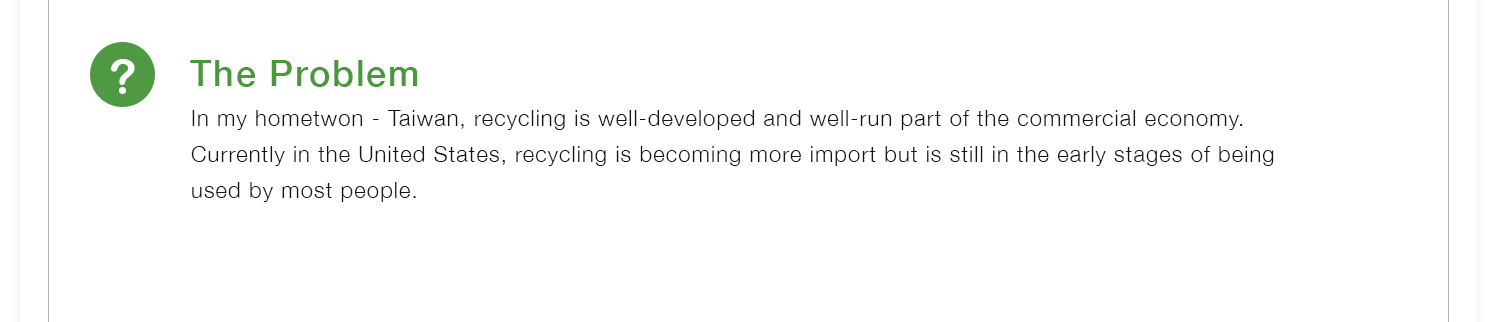 ?
The Problem
In my hometwon - Taiwan, recycling is well-developed and well-run part of the commercial economy.
Currently in the United States, recycling is becoming more import but is still in the early stages of being
used by most people.